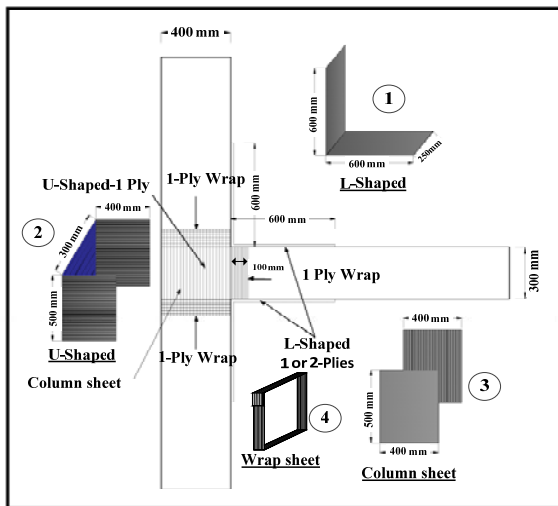 400 mm
1
600 mm
600 mm
250mm
L-Shaped
1-Ply Wrap
U-Shaped-1 Ply
600 mm
600 mm
2
400 mm
300 mm
500 mm
U-Shaped
100mm
1 Ply Wrap
300 mm
Column sheet
1-Ply Wrap
L-Shaped
1 or 2-Plies
4
Wrap sheet
400 mm
3
500 mm
400 mm
Column sheet